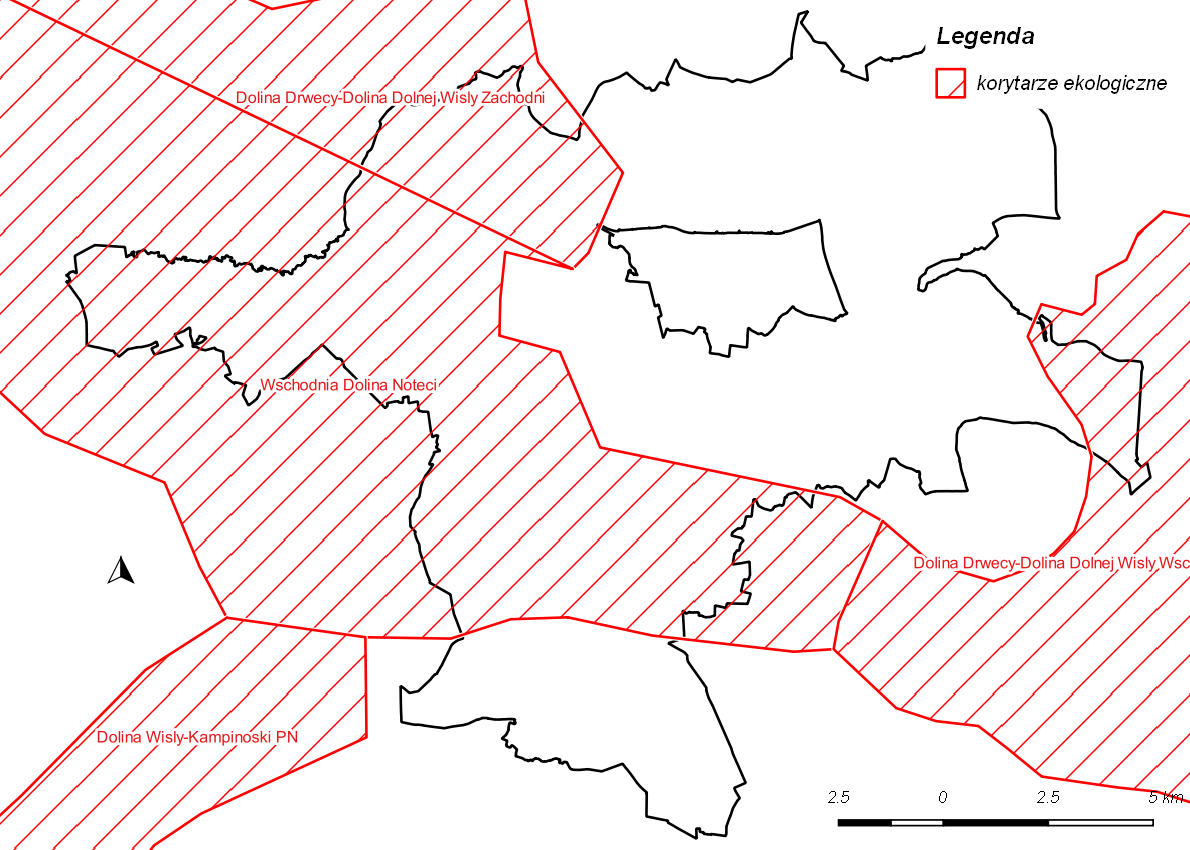 Legenda
korytarze ekologiczne
Dolina Drwecy-Dolina Dolnej Wisly Zachodni
Wschodnia Dolina Noteci
Dolina Drwecy-Dolina Dolnej Wisly Wsc
Dolina Wisly-Kampinoski PN
2.5 0 2.5 5 km